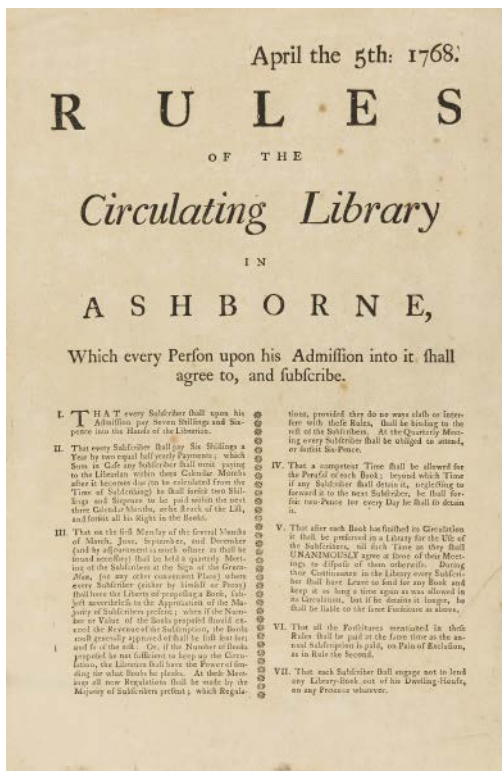 April the 5th: 1768.
RULES
OF THE
Circulating Library
IN
ASHBORNE,
Which every Perſon upon his Admiſſion into it ſhall
agree to, and ſubſcribe.
I. THAT every Subſcriber ſhall upon his
Admiſſion pay Seven Shillings and Six-
pence into the Hands of the Librarian.
II. That every Subſcriber ſhall pay Six Shillings a
Year by two equal half yearly Payments; which
Sum in Caſe any Subſcriber ſhall omit paying
to the Librarian within three Calendar Months
after it becomes due (to be calculated from the
Time of Subſcribing) he ſhall forfeit two Shil-
lings and Sixpence to be paid within the next
three Calendar Months, or be ſtruck of the Liſt,
and forfeit all his Right in the Books.
III. That on the firſt Monday of the ſeveral Months
of March, June, September, and December
(and by adjournment as much oftner as ſhall be
found neceſſary) ſhall be held a quarterly Meet-
ing of the Subſcribers at the Sign of the Green-
Man, (or any other convenient Place) where
every Subſcriber (either by himſelf or Proxy)
ſhall have the Liberty of propoſing a Book, ſub-
ject nevertheleſs to the Approbation of the Ma-
jority of Subſcribers preſent; when if the Num-
ber or Value of the Books propoſed ſhould ex-
ceed the Revenue of the Subſcription, the Books
moſt generally approved of ſhall be firſt ſent for;
and ſo of the reſt: Or, if the Number of Books
propoſed be not ſufficient to keep up the Circu-
lation, the Librarian ſhall have the Power of ſen-
ding for what Books he pleaſes. At theſe Meet-
ings all new Regulations ſhall be made by the
Majority of Subſcribers preſent; which Regula-
tions, provided they do no ways claſh or inter-
fere with theſe Rules, ſhall be binding to the
reſt of the Subſcribers. At the Quarterly Meet-
ing every Subſcriber ſhall be obliged to attend,
or forfeit Six-Pence.
IV. That a competent Time ſhall be allowed for
the Peruſal of each Book; beyond which Time
if any Subſcriber ſhall detain it, neglecting to
forward it to the next Subſcriber, he ſhall for-
feit two-Pence for every Day he ſhall ſo detain
it.
V. That after each Book has finiſhed its Circulation
it ſhall be preſerved in a Library for the Uſe of
the Subſcribers, till ſuch Time as they ſhall
UNANIMOUSLY agree at ſome of their Meet-
ings to diſpoſe of them otherwiſe. During
their Continuance in the Library every Subſcri-
ber ſhall have Leave to ſend for any Book and
keep it as long a time again as was allowed in
its Circulation, but if he detains it longer, he
ſhall be liable to the ſame Forfeiture as above.
VI. That all the Forfeitures mentioned in theſe
Rules ſhall be paid at the ſame time as the an-
nual Subſcription is paid, on Pain of Excluſion,
as in Rule the Second.
VII. That each Subſcriber ſhall engage not to lend
any Library-Book out of his Dwelling-Houſe,
on any Pretence whatever.